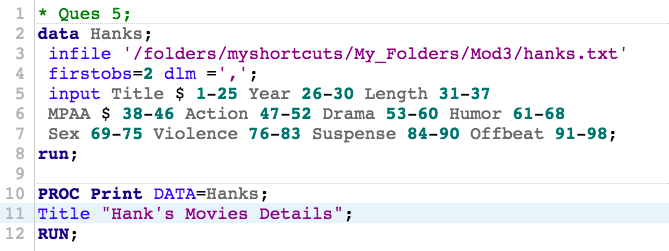 1 * Ques 5;
2 data Hanks;
3 infile '/folders/myshortcuts/My_Folders/Mod3/hanks.txt'
4 firstobs=2 dlm =',';
5 input Title $ 1-25 Year 26-30 Length 31-37
6 MPAA $ 38-46 Action 47-52 Drama 53-60 Humor 61-68
7 Sex 69-75 Violence 76-83 Suspense 84-90 Offbeat 91-98;
8 run;
9
10 PROC Print DATA=Hanks;
11 Title "Hank's Movies Details";
12 RUN;